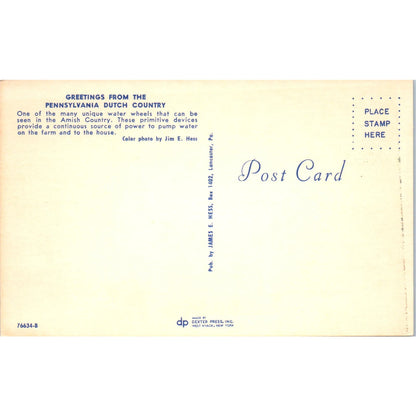 GREETINGS FROM THE
PENNSYLVANIA DUTCH COUNTRY
One of the many unique water wheels that can be
seen in the Amish Country. These primitive devices
provide a continuous source of power to pump water
on the farm and to the house.
Color photo by Jim E. Hess
Pub. by JAMES E. HESS, Box 1482, Lancaster, Pa.
Post Card
PLACE
STAMP
HERE
76634-B
dp
MADE BY
DEXTER PRESS, INC.
WEST NYACK, NEW YORK